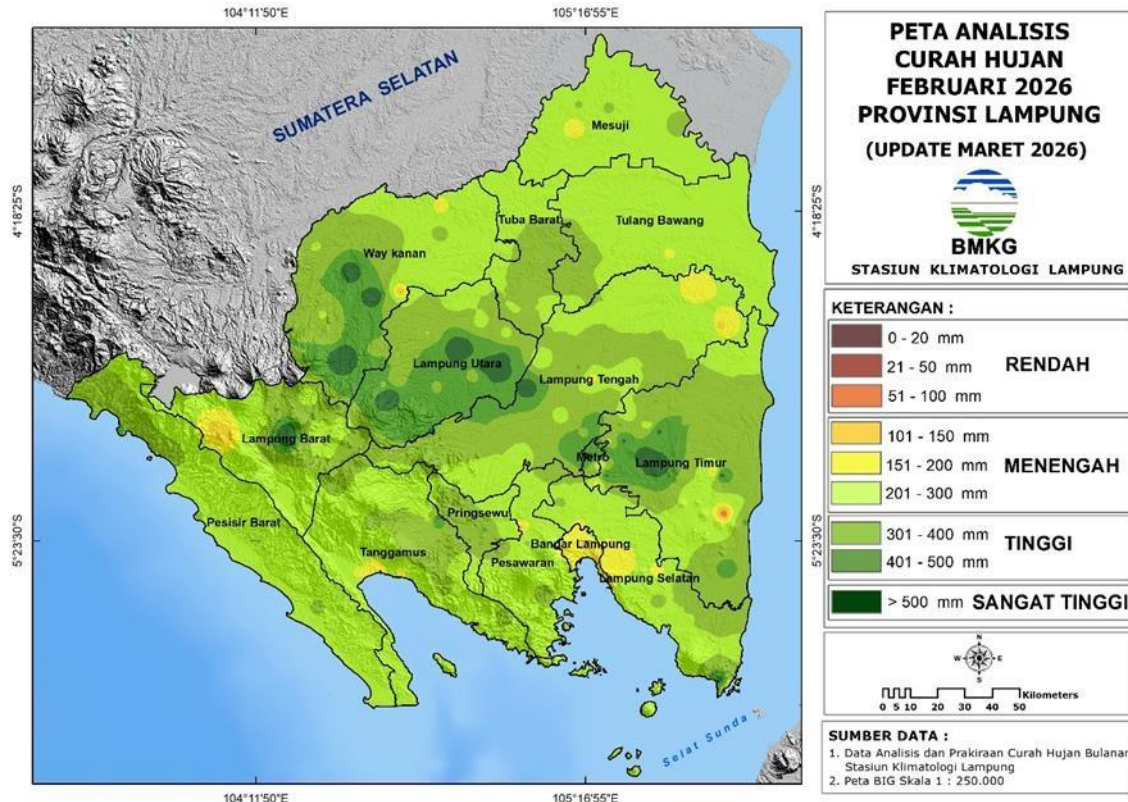 104°11'50"E
105°16'55"E
PETA ANALISIS
CURAH HUJAN
FEBRUARI 2026
PROVINSI LAMPUNG
(UPDATE MARET 2026)
BMKG
STASIUN KLIMATOLOGI LAMPUNG
KETERANGAN :
0 - 20 mm
21 - 50 mm
51 - 100 mm
RENDAH
101 - 150 mm
151 - 200 mm
201 - 300 mm
MENENGAH
301 - 400 mm
401 - 500 mm
TINGGI
> 500 mm
SANGAT TINGGI
N
W
E
S
0 5 10 20 30 40 50
Kilometers
SUMBER DATA :
1. Data Analisis dan Prakiraan Curah Hujan Bulanan
Stasiun Klimatologi Lampung
2. Peta BIG Skala 1 : 250.000
SUMATERA SELATAN
Mesuji
4°18'25"S
4°18'25"S
Tuba Barat
Tulang Bawang
Way kanan
Lampung Utara
Lampung Tengah
Lampung Barat
Metro
Lampung Timur
Pesisir Barat
Pringsewu
5°23'30"S
5°23'30"S
Bandar Lampung
Tanggamus
Pesawaran
Lampung Selatan
Selat Sunda
104°11'50"E
105°16'55"E